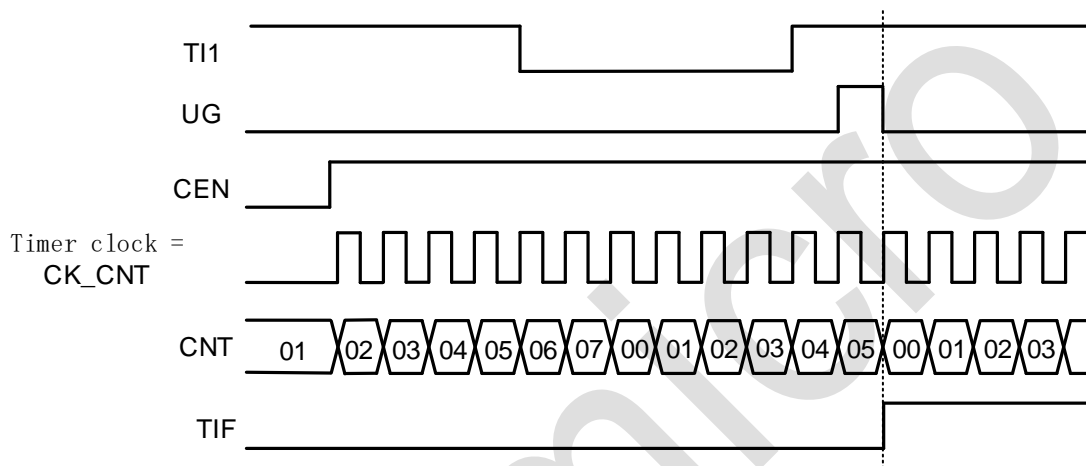 TI1
UG
CEN
Timer clock =
CK_CNT
CNT 01 02 03 04 05 06 07 00 01 02 03 04 05 00 01 02 03
TIF
micro